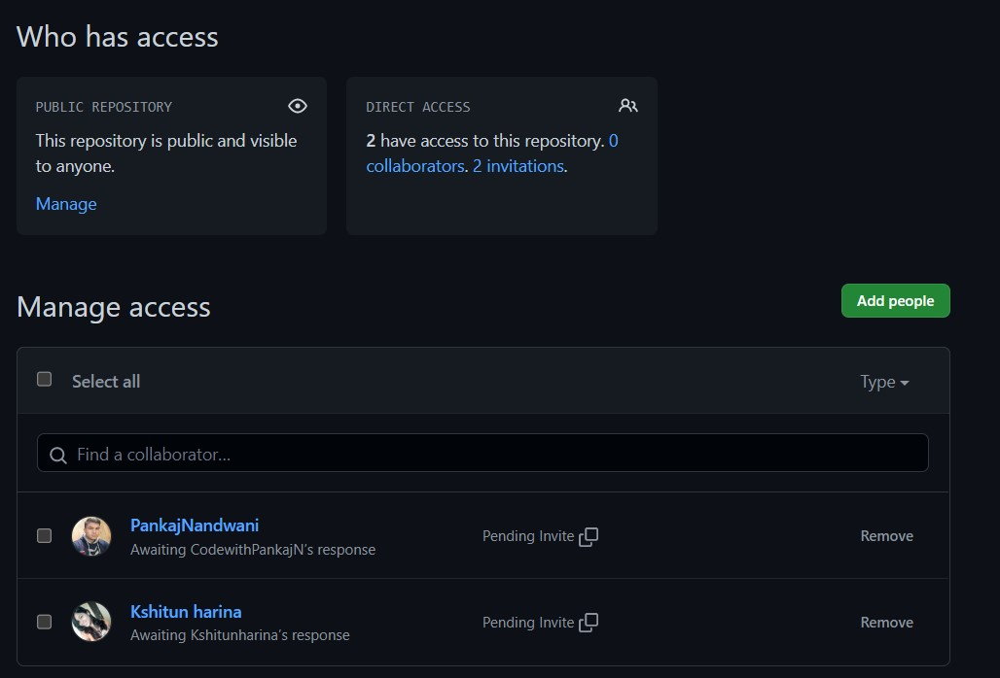 Who has access
PUBLIC REPOSITORY
This repository is public and visible
to anyone.
Manage
DIRECT ACCESS
2 have access to this repository. 0
collaborators. 2 invitations.
Manage access
Add people
Select all
Type
Find a collaborator...
PankajNandwani
Awaiting CodewithPankajN's response
Pending Invite
Remove
Kshitun harina
Awaiting Kshitunharina's response
Pending Invite
Remove